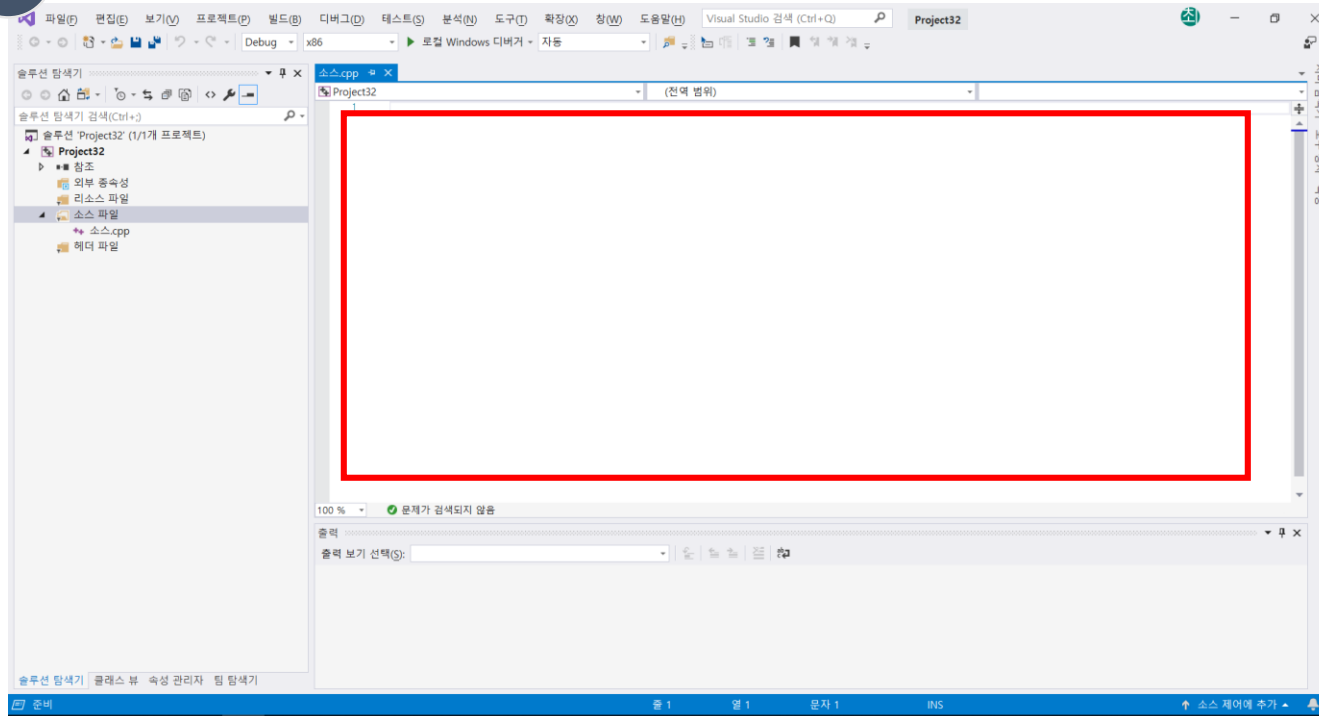 파일(F) 편집(E) 보기(V) 프로젝트(P) 빌드(B) 디버그(D) 테스트(S) 분석(N) 도구(T) 확장(X) 창(W) 도움말(H) Visual Studio 검색 (Ctrl+Q) Project32
Debug x86 로컬 Windows 디버거 자동
솔루션 탐색기
소스.cpp
Project32 (전역 범위)
솔루션 탐색기 검색(Ctrl+;)
1
솔루션 'Project32' (1/1개 프로젝트)
Project32
참조
외부 종속성
리소스 파일
소스 파일
소스.cpp
헤더 파일
100 % 문제가 검색되지 않음
출력
출력 보기 선택(S):
솔루션 탐색기 클래스 뷰 속성 관리자 팀 탐색기
준비 줄 1 열 1 문자 1 INS 소스 제어에 추가